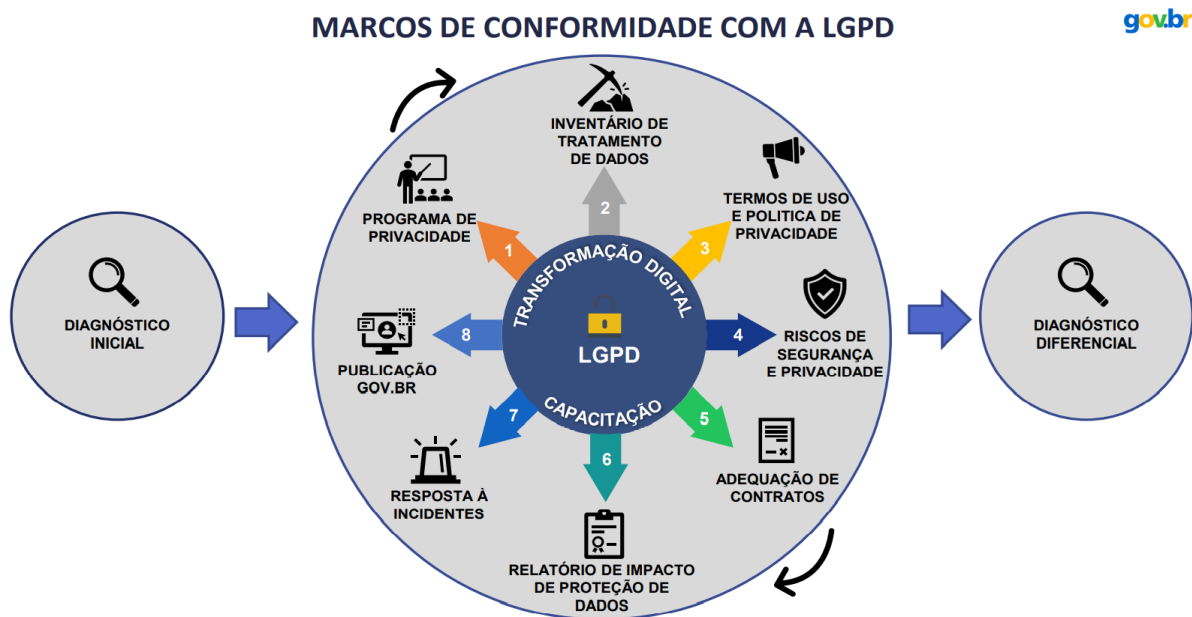 MARCOS DE CONFORMIDADE COM A LGPD
gov.br
DIAGNÓSTICO
INICIAL
PROGRAMA DE
PRIVACIDADE
1
INVENTÁRIO DE
TRATAMENTO
DE DADOS
2
TERMOS DE USO
E POLITICA DE
PRIVACIDADE
3
RISCOS DE
SEGURANÇA
E PRIVACIDADE
4
ADEQUAÇÃO DE
CONTRATOS
5
RELATÓRIO DE IMPACTO
DE PROTEÇÃO DE
DADOS
6
RESPOSTA À
INCIDENTES
7
PUBLICAÇÃO
GOV.BR
8
TRANSFORMAÇÃO DIGITAL
LGPD
CAPACITAÇÃO
DIAGNÓSTICO
DIFERENCIAL